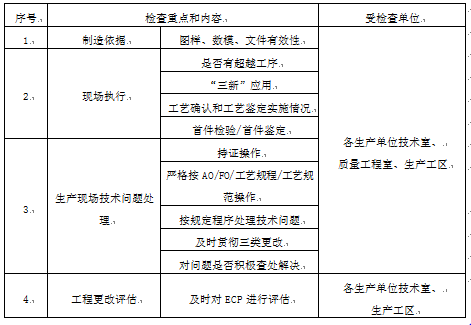 序号 检查重点和内容 受检查单位
1. 制造依据 图样、数模、文件有效性
2. 现场执行 是否有超越工序
“三新”应用
工艺确认和工艺鉴定实施情况
首件检验/首件鉴定
3. 生产现场技术问题处
理
持证操作
严格按 AO/FO/工艺规程/工艺规
范操作
按规定程序处理技术问题
及时贯彻三类更改
对问题是否积极查处解决
各生产单位技术室、
质量工程室、生产工区
4. 工程更改评估 及时对 ECP 进行评估 各生产单位技术室、
生产工区